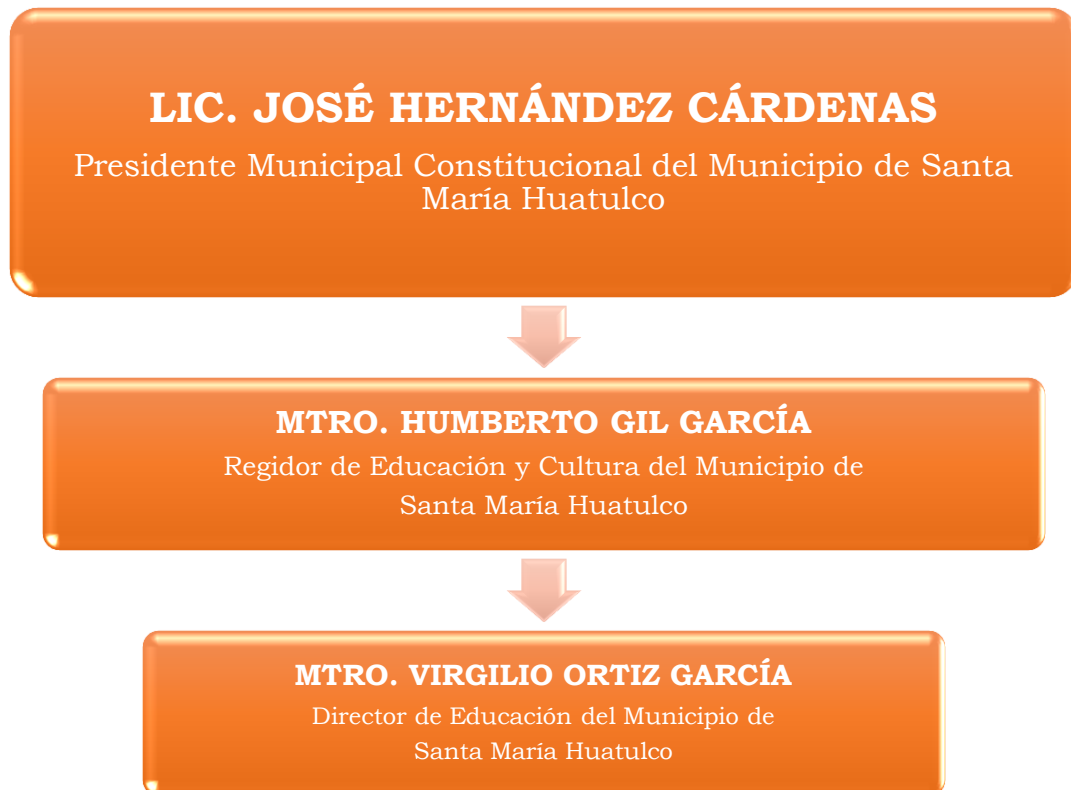 LIC. JOSÉ HERNÁNDEZ CÁRDENAS
Presidente Municipal Constitucional del Municipio de Santa
María Huatulco
MTRO. HUMBERTO GIL GARCÍA
Regidor de Educación y Cultura del Municipio de
Santa María Huatulco
MTRO. VIRGILIO ORTIZ GARCÍA
Director de Educación del Municipio de
Santa María Huatulco